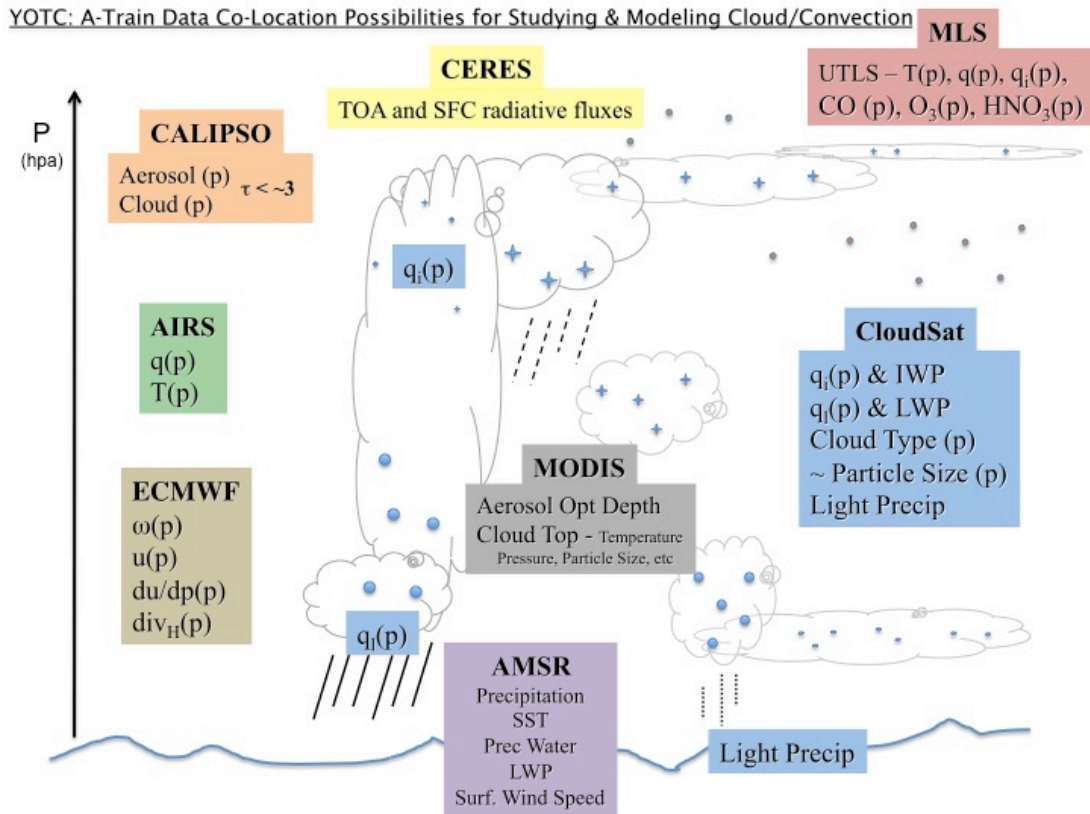 YOTC: A-Train Data Co-Location Possibilities for Studying & Modeling Cloud/Convection
MLS
UTLS – T(p), q(p), qᵢ(p),
CO (p), O₃(p), HNO₃(p)
CERES
TOA and SFC radiative fluxes
P
(hpa)
CALIPSO
Aerosol (p)
Cloud (p)
τ < ~3
qᵢ(p)
AIRS
q(p)
T(p)
CloudSat
qᵢ(p) & IWP
qₗ(p) & LWP
Cloud Type (p)
~ Particle Size (p)
Light Precip
MODIS
Aerosol Opt Depth
Cloud Top - Temperature
Pressure, Particle Size, etc
ECMWF
ω(p)
u(p)
du/dp(p)
div_H(p)
qₗ(p)
AMSR
Precipitation
SST
Prec Water
LWP
Surf. Wind Speed
Light Precip